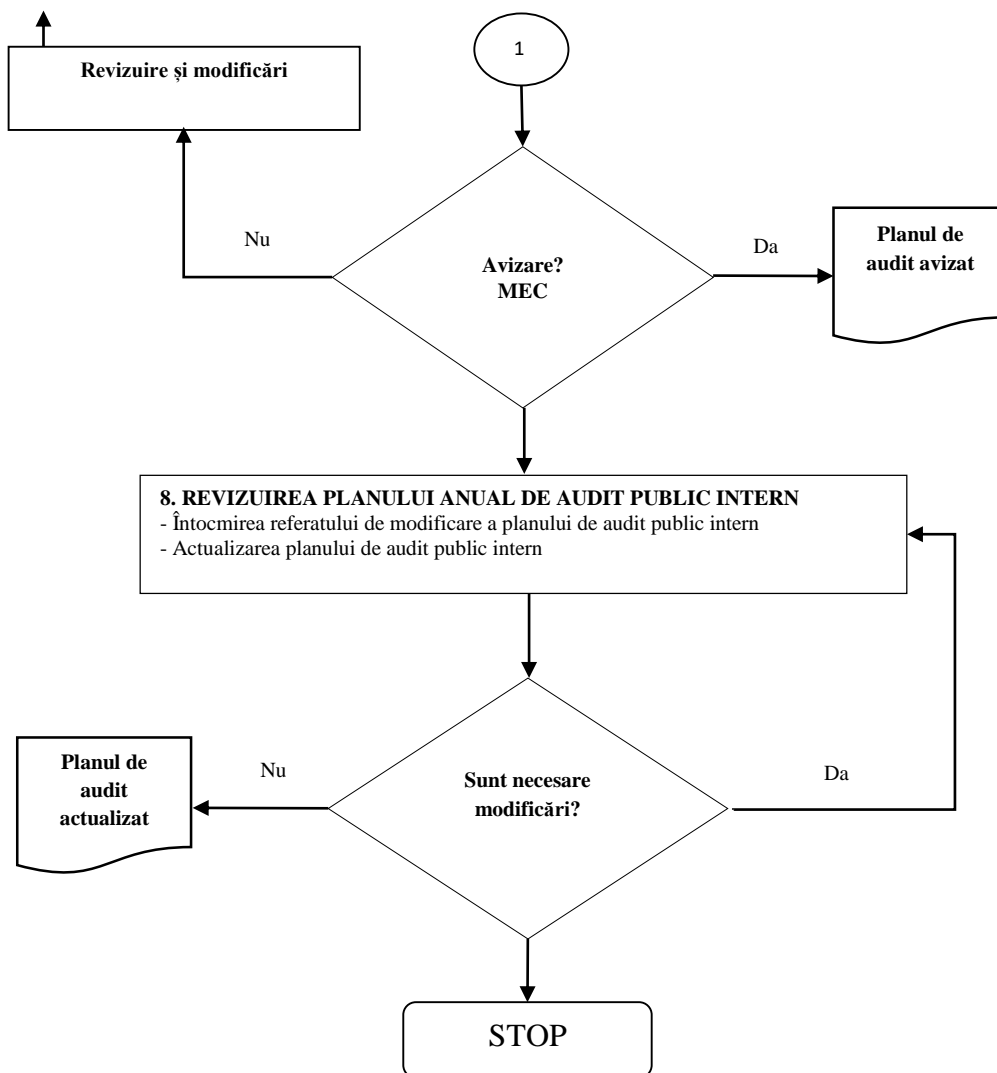 1
Revizuire și modificări
Nu
Da
Avizare?
MEC
Planul de
audit avizat
8. REVIZUIREA PLANULUI ANUAL DE AUDIT PUBLIC INTERN
- Întocmirea referatului de modificare a planului de audit public intern
- Actualizarea planului de audit public intern
Planul de
audit
actualizat
Nu
Sunt necesare
modificări?
Da
STOP